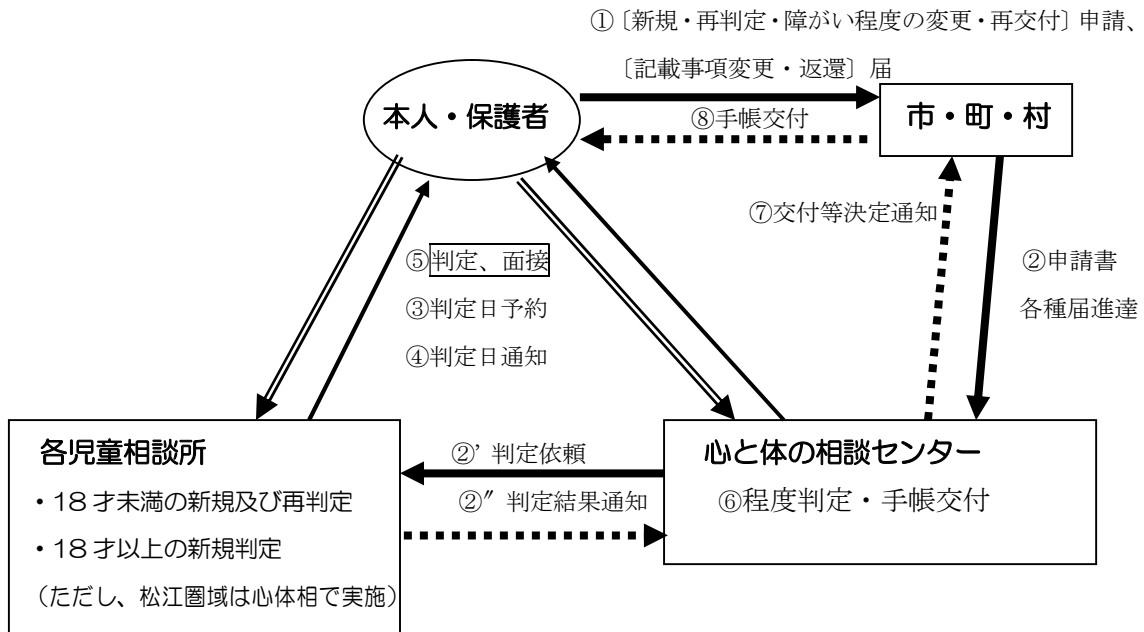 ①〔新規・再判定・障がい程度の変更・再交付〕申請、
〔記載事項変更・返還〕届
本人・保護者
⑧手帳交付
市・町・村
⑦交付等決定通知
②申請書
各種届進達
⑤判定、面接
③判定日予約
④判定日通知
各児童相談所
・18才未満の新規及び再判定
・18才以上の新規判定
（ただし、松江圏域は心体相で実施）
②’判定依頼
②″判定結果通知
心と体の相談センター
⑥程度判定・手帳交付